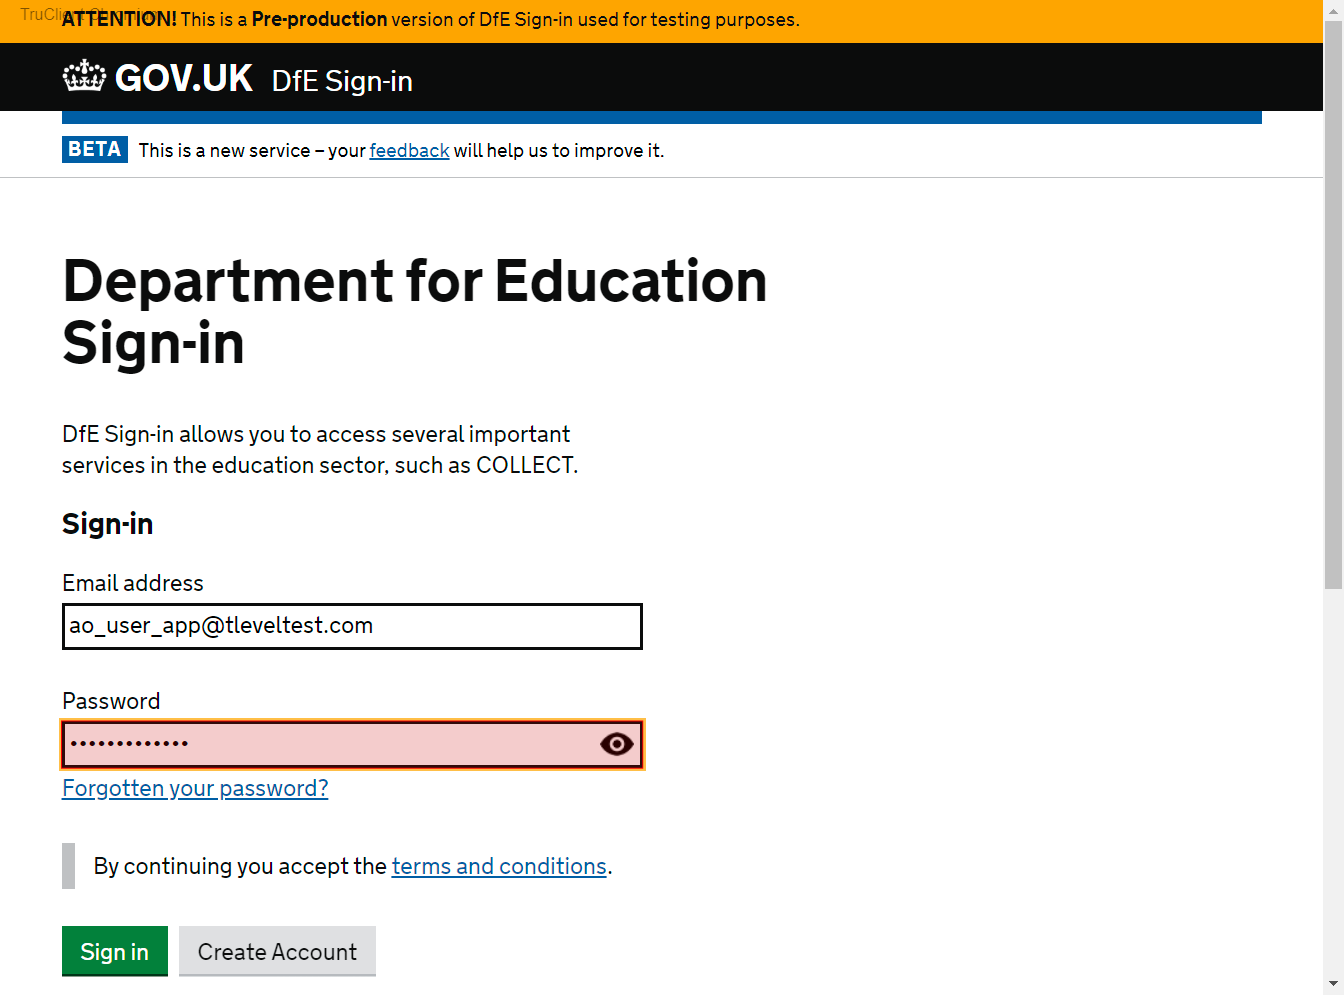 ATTENTION! This is a Pre-production version of DfE Sign-in used for testing purposes.
GOV.UK DfE Sign-in
BETA This is a new service – your feedback will help us to improve it.
Department for Education
Sign-in
DfE Sign-in allows you to access several important
services in the education sector, such as COLLECT.
Sign-in
Email address
ao_user_app@tleveltest.com
Password
•••••••••••••
Forgotten your password?
By continuing you accept the terms and conditions.
Sign in Create Account